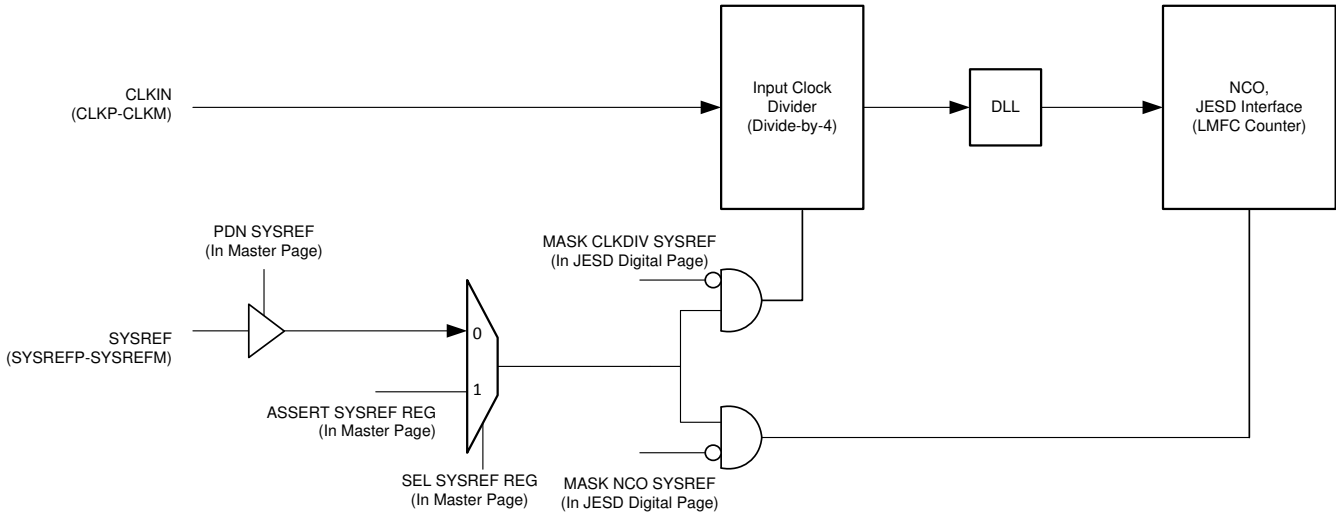 CLKIN
(CLKP-CLKM)
Input Clock
Divider
(Divide-by-4)
DLL
NCO,
JESD Interface
(LMFC Counter)
PDN SYSREF
(In Master Page)
MASK CLKDIV SYSREF
(In JESD Digital Page)
SYSREF
(SYSREFP-SYSREFM)
0
1
ASSERT SYSREF REG
(In Master Page)
SEL SYSREF REG
(In Master Page)
MASK NCO SYSREF
(In JESD Digital Page)